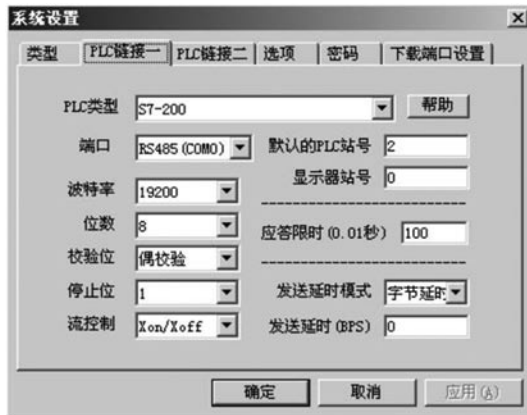 系统设置
类型 PLC链接一 PLC链接二 选项 密码 下载端口设置
PLC类型 S7-200 帮助
端口 RS485(COM0) 默认的PLC站号 2
显示器站号 0
波特率 19200
位数 8 应答限时(0.01秒) 100
校验位 偶校验
停止位 1 发送延时模式 字节延时
流控制 Xon/Xoff 发送延时(BPS) 0
确定 取消 应用(A)